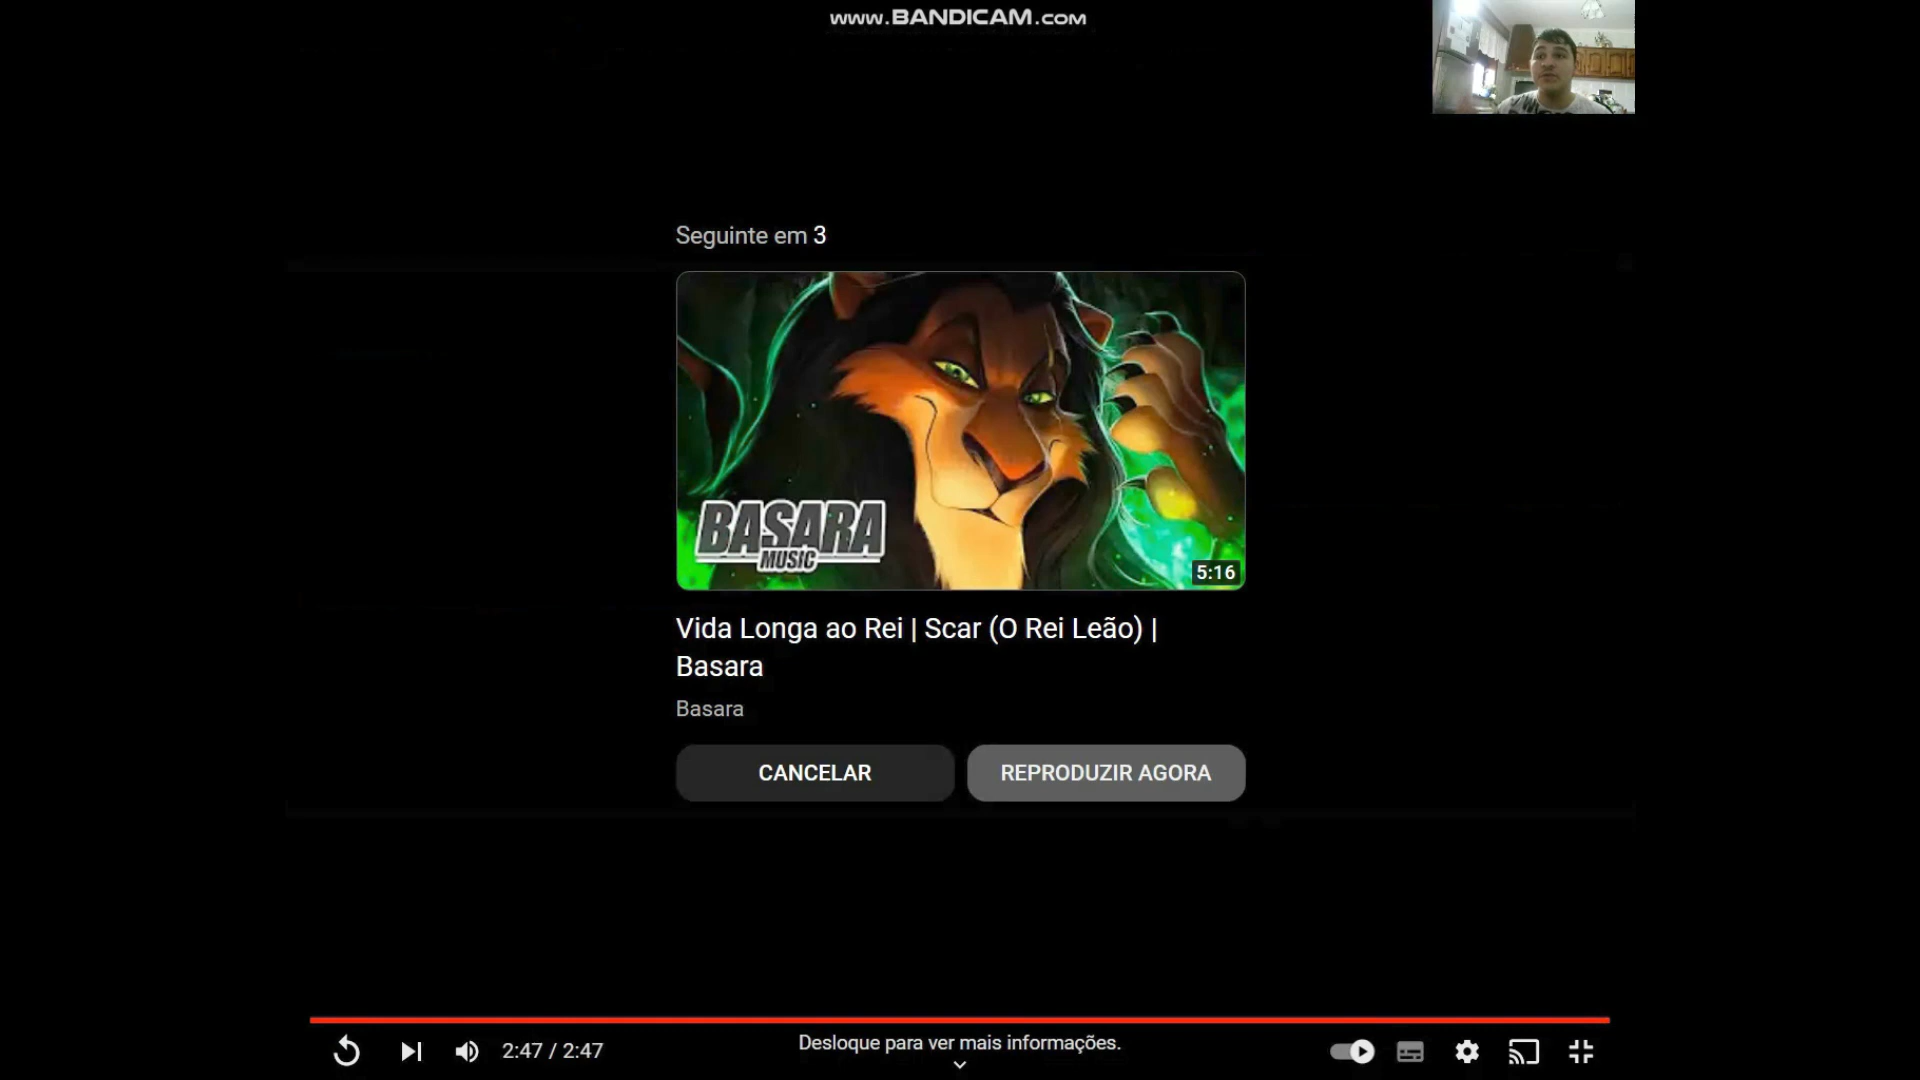 www.BANDICAM.com
Seguinte em 3
BASARA
MUSIC
5:16
Vida Longa ao Rei | Scar (O Rei Leão) |
Basara
Basara
CANCELAR
REPRODUZIR AGORA
2:47 / 2:47
Desloque para ver mais informações.